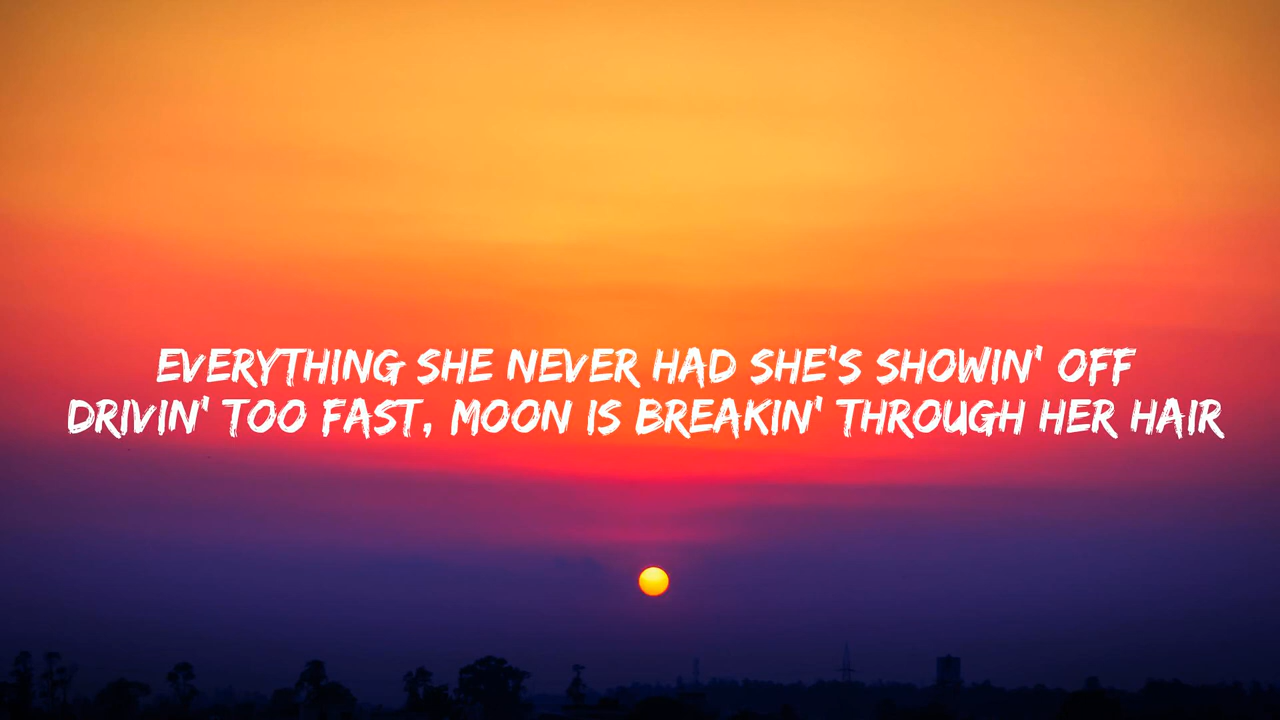 EVERYTHING SHE NEVER HAD SHE'S SHOWIN' OFF
DRIVIN' TOO FAST, MOON IS BREAKIN' THROUGH HER HAIR